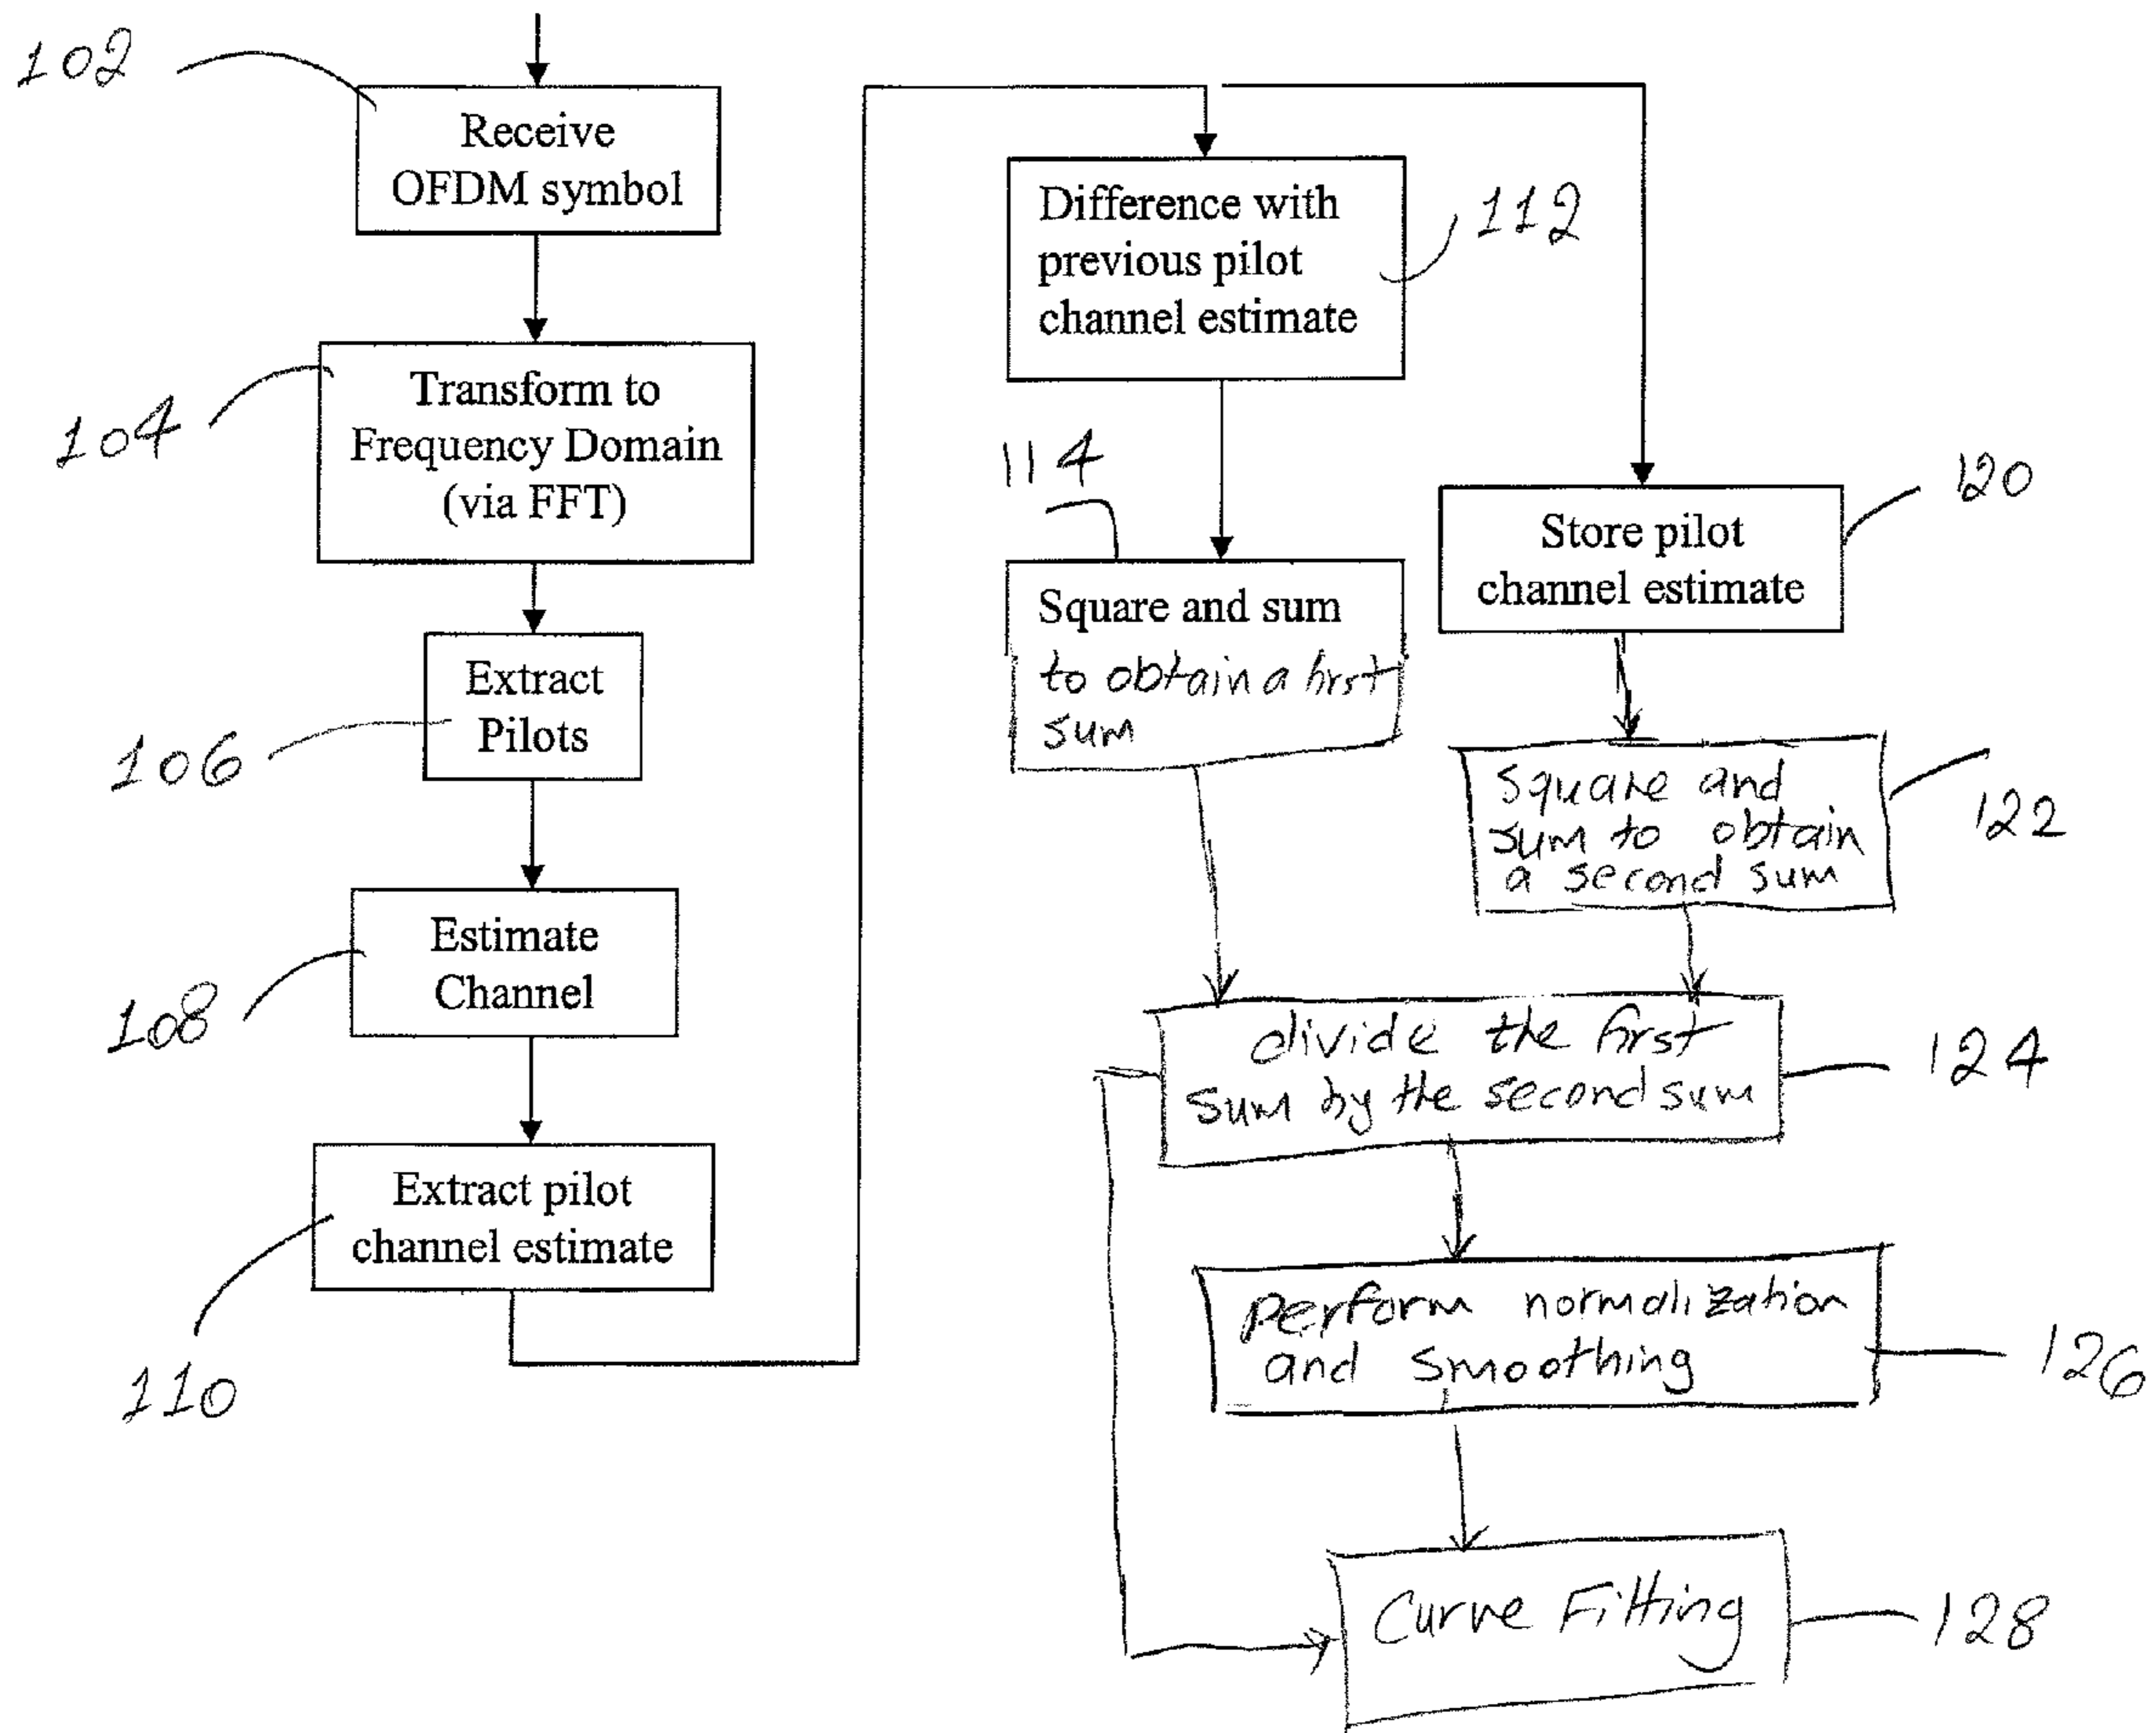 102
Receive
OFDM symbol
104
Transform to
Frequency Domain
(via FFT)
106
Extract
Pilots
108
Estimate
Channel
110
Extract pilot
channel estimate
112
Difference with
previous pilot
channel estimate
114
Square and sum
to obtain a first
sum
120
Store pilot
channel estimate
122
Square and
sum to obtain
a second sum
124
divide the first
sum by the second sum
126
perform normalization
and smoothing
128
Curve Fitting